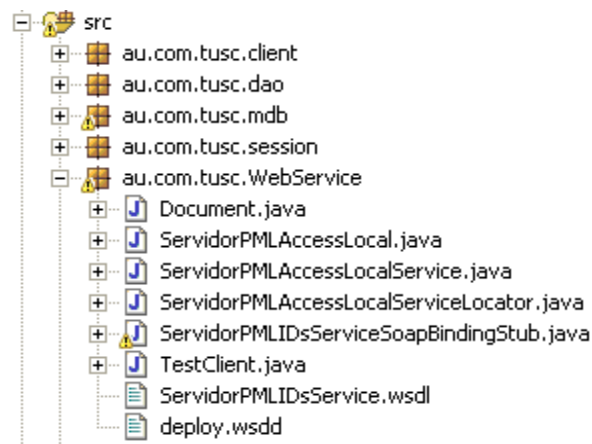 src
au.com.tusc.client
au.com.tusc.dao
au.com.tusc.mdb
au.com.tusc.session
au.com.tusc.WebService
Document.java
ServidorPMLAccessLocal.java
ServidorPMLAccessLocalService.java
ServidorPMLAccessLocalServiceLocator.java
ServidorPMLIDsServiceSoapBindingStub.java
TestClient.java
ServidorPMLIDsService.wsdl
deploy.wsdd